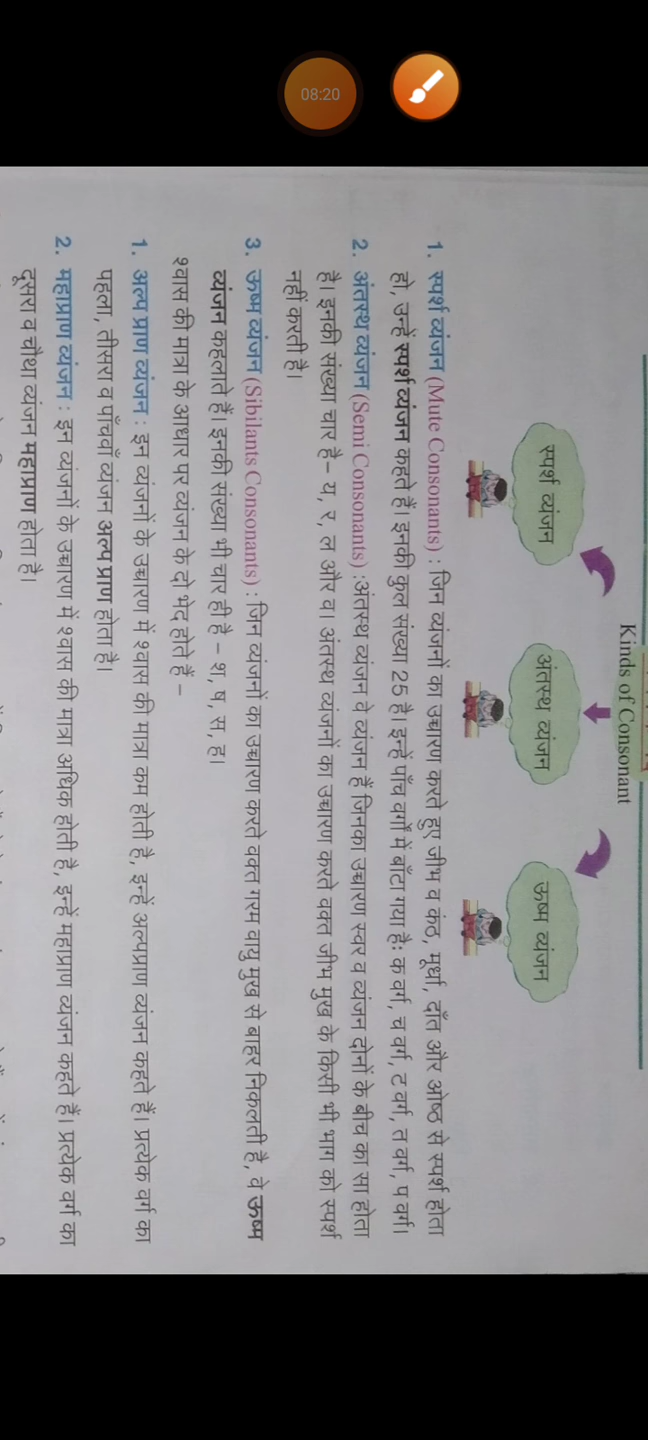 08:20
Kinds of Consonant
स्पर्श व्यंजन
अंतस्थ व्यंजन
ऊष्म व्यंजन
1. स्पर्श व्यंजन (Mute Consonants) : जिन व्यंजनों का उच्चारण करते हुए जीभ व कंठ, मूर्धा, दाँत और ओष्ठ से स्पर्श होता
हो, उन्हें स्पर्श व्यंजन कहते हैं। इनकी कुल संख्या 25 है। इन्हें पाँच वर्गों में बाँटा गया है: क वर्ग, च वर्ग, ट वर्ग, त वर्ग, प वर्ग।
2. अंतस्थ व्यंजन (Semi Consonants) :अंतस्थ व्यंजन वे व्यंजन हैं जिनका उच्चारण स्वर व व्यंजन दोनों के बीच का सा होता
है। इनकी संख्या चार है– य, र, ल और व। अंतस्थ व्यंजनों का उच्चारण करते वक्त जीभ मुख के किसी भी भाग को स्पर्श
नहीं करती है।
3. ऊष्म व्यंजन (Sibilants Consonants) : जिन व्यंजनों का उच्चारण करते वक्त गरम वायु मुख से बाहर निकलती है, वे ऊष्म
व्यंजन कहलाते हैं। इनकी संख्या भी चार ही है – श, ष, स, ह।
श्वास की मात्रा के आधार पर व्यंजन के दो भेद होते हैं –
1. अल्प प्राण व्यंजन : इन व्यंजनों के उच्चारण में श्वास की मात्रा कम होती है, इन्हें अल्पप्राण व्यंजन कहते हैं। प्रत्येक वर्ग का
पहला, तीसरा व पाँचवाँ व्यंजन अल्प प्राण होता है।
2. महाप्राण व्यंजन : इन व्यंजनों के उच्चारण में श्वास की मात्रा अधिक होती है, इन्हें महाप्राण व्यंजन कहते हैं। प्रत्येक वर्ग का
दूसरा व चौथा व्यंजन महाप्राण होता है।